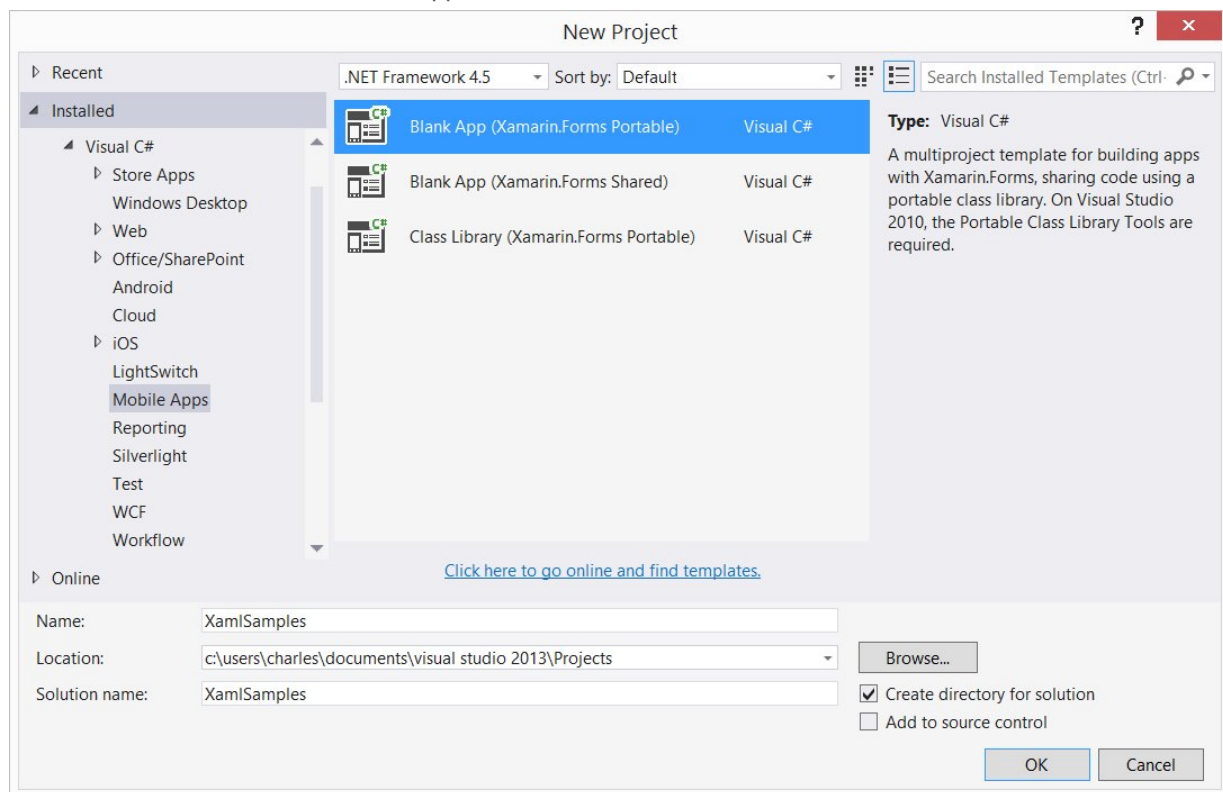 New Project
?
×
Recent
.NET Framework 4.5
Sort by:
Default
Search Installed Templates (Ctrl-
Installed
Visual C#
Store Apps
Windows Desktop
Web
Office/SharePoint
Android
Cloud
iOS
LightSwitch
Mobile Apps
Reporting
Silverlight
Test
WCF
Workflow
Online
C# Blank App (Xamarin.Forms Portable) Visual C#
C# Blank App (Xamarin.Forms Shared) Visual C#
C# Class Library (Xamarin.Forms Portable) Visual C#
Click here to go online and find templates.
Type: Visual C#
A multiproject template for building apps
with Xamarin.Forms, sharing code using a
portable class library. On Visual Studio
2010, the Portable Class Library Tools are
required.
Name: XamlSamples
Location: c:\users\charles\documents\visual studio 2013\Projects
Browse...
Solution name: XamlSamples
Create directory for solution
Add to source control
OK
Cancel